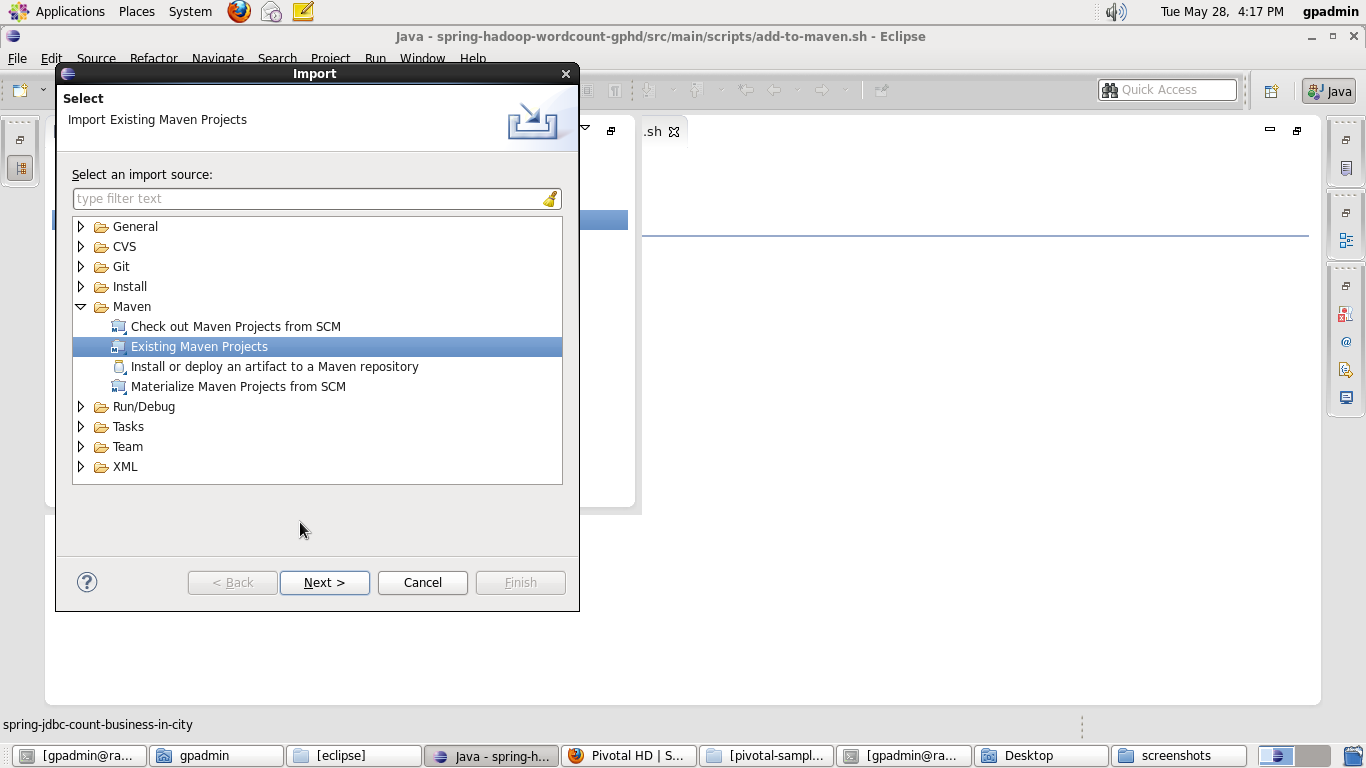 Applications Places System Tue May 28, 4:17 PM gpadmin
Java - spring-hadoop-wordcount-gphd/src/main/scripts/add-to-maven.sh - Eclipse
File Edit Source Refactor Navigate Search Project Run Window Help
Import
Quick Access
Java
Select
Import Existing Maven Projects
.sh
Select an import source:
type filter text
General
CVS
Git
Install
Maven
Check out Maven Projects from SCM
Existing Maven Projects
Install or deploy an artifact to a Maven repository
Materialize Maven Projects from SCM
Run/Debug
Tasks
Team
XML
< Back Next > Cancel Finish
spring-jdbc-count-business-in-city
[gpadmin@ra... gpadmin [eclipse] Java - spring-h... Pivotal HD | S... [pivotal-sampl... [gpadmin@ra... Desktop screenshots